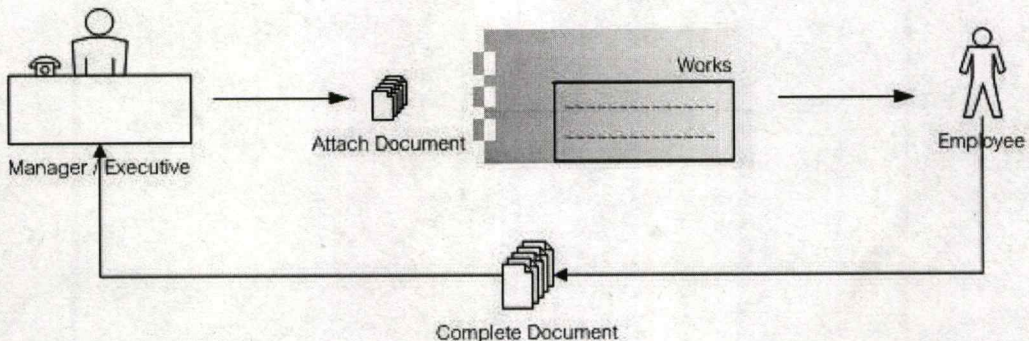 Works
Attach Document
Manager / Executive
Employee
Complete Document